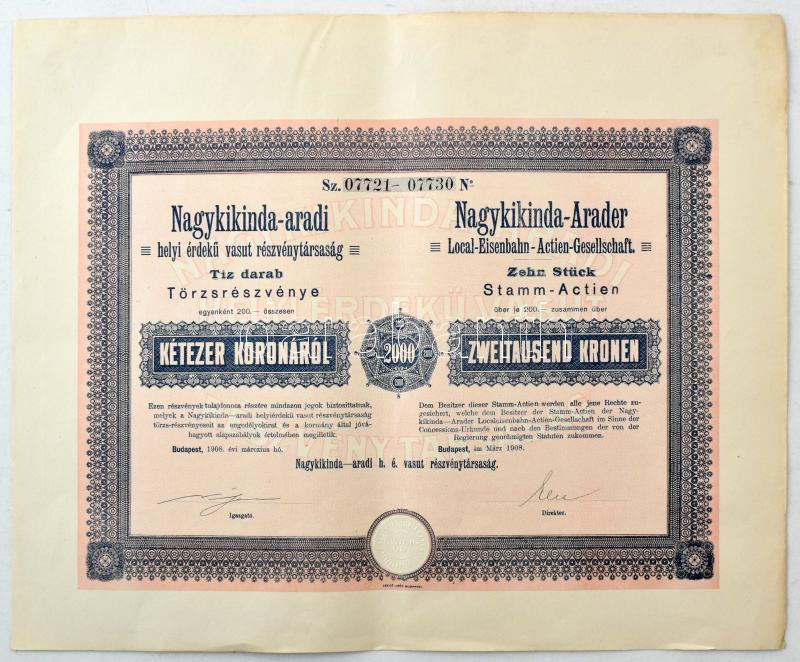 Sz. 07721- 07730 Nº
Nagykikinda-aradi
helyi érdekű vasut részvénytársaság
Tiz darab
Törzsrészvénye
egyenként 200.— összesen
KÉTEZER KORONÁRÓL
Ezen részvények tulajdonosa részére mindazon jogok biztosittatnak,
melyek a Nagykikinda—aradi helyiérdekű vasut részvénytársaság
törzs-részvényeseit az engedélyokirat és a kormány által jóvá-
hagyott alapszabályok értelmében megilletik.
Budapest, 1908. évi márczius hó.
Nagykikinda-Arader
Local-Eisenbahn-Actien-Gesellschaft.
Zehn Stück
Stamm-Actien
über je 200.— zusammen über
ZWEITAUSEND KRONEN
Dem Besitzer dieser Stamm-Actien werden alle jene Rechte zu-
gesichert, welche dem Besitzer der Stamm-Actien der Nagy-
kikinda—Arader Localeisenbahn-Actien-Gesellschaft im Sinne der
Concessions-Urkunde und nach den Bestimmungen der von der
Regierung genehmigten Statuten zukommen.
Budapest, im März 1908.
2000
Nagykikinda—aradi h. é. vasut részvénytársaság.
Igazgató.
Direktor.